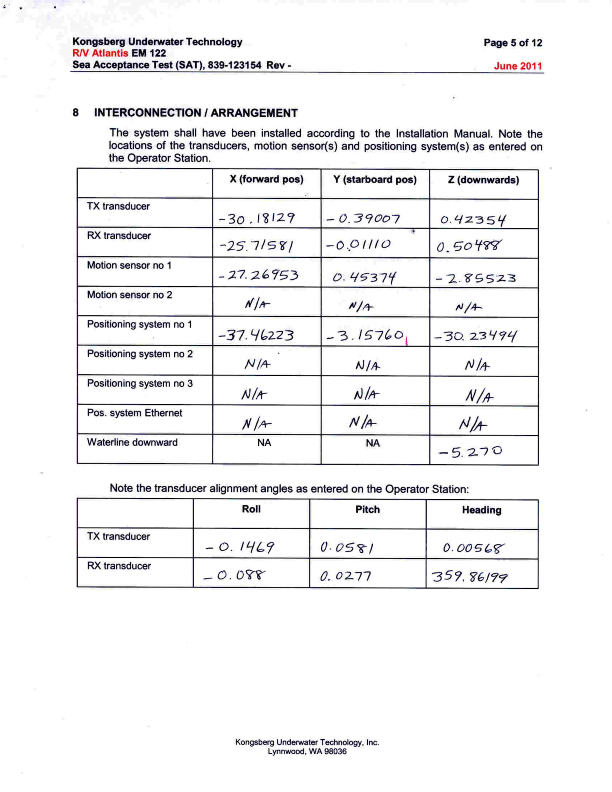 Kongsberg Underwater Technology Page 5 of 12
R/V Atlantis EM 122
Sea Acceptance Test (SAT), 839-123154 Rev - June 2011
8 INTERCONNECTION / ARRANGEMENT
The system shall have been installed according to the Installation Manual. Note the
locations of the transducers, motion sensor(s) and positioning system(s) as entered on
the Operator Station.
X (forward pos) Y (starboard pos) Z (downwards)
TX transducer -30.18129 -0.39007 0.42354
RX transducer -25.71581 -0.01110 0.50488
Motion sensor no 1 -27.26953 0.45374 -2.85523
Motion sensor no 2 N/A N/A N/A
Positioning system no 1 -37.46223 -3.15760 -30.23494
Positioning system no 2 N/A N/A N/A
Positioning system no 3 N/A N/A N/A
Pos. system Ethernet N/A N/A N/A
Waterline downward NA NA -5.270
Note the transducer alignment angles as entered on the Operator Station:
Roll Pitch Heading
TX transducer -0.1469 0.0581 0.00568
RX transducer -0.088 0.0277 359.86199
Kongsberg Underwater Technology, Inc.
Lynnwood, WA 98036